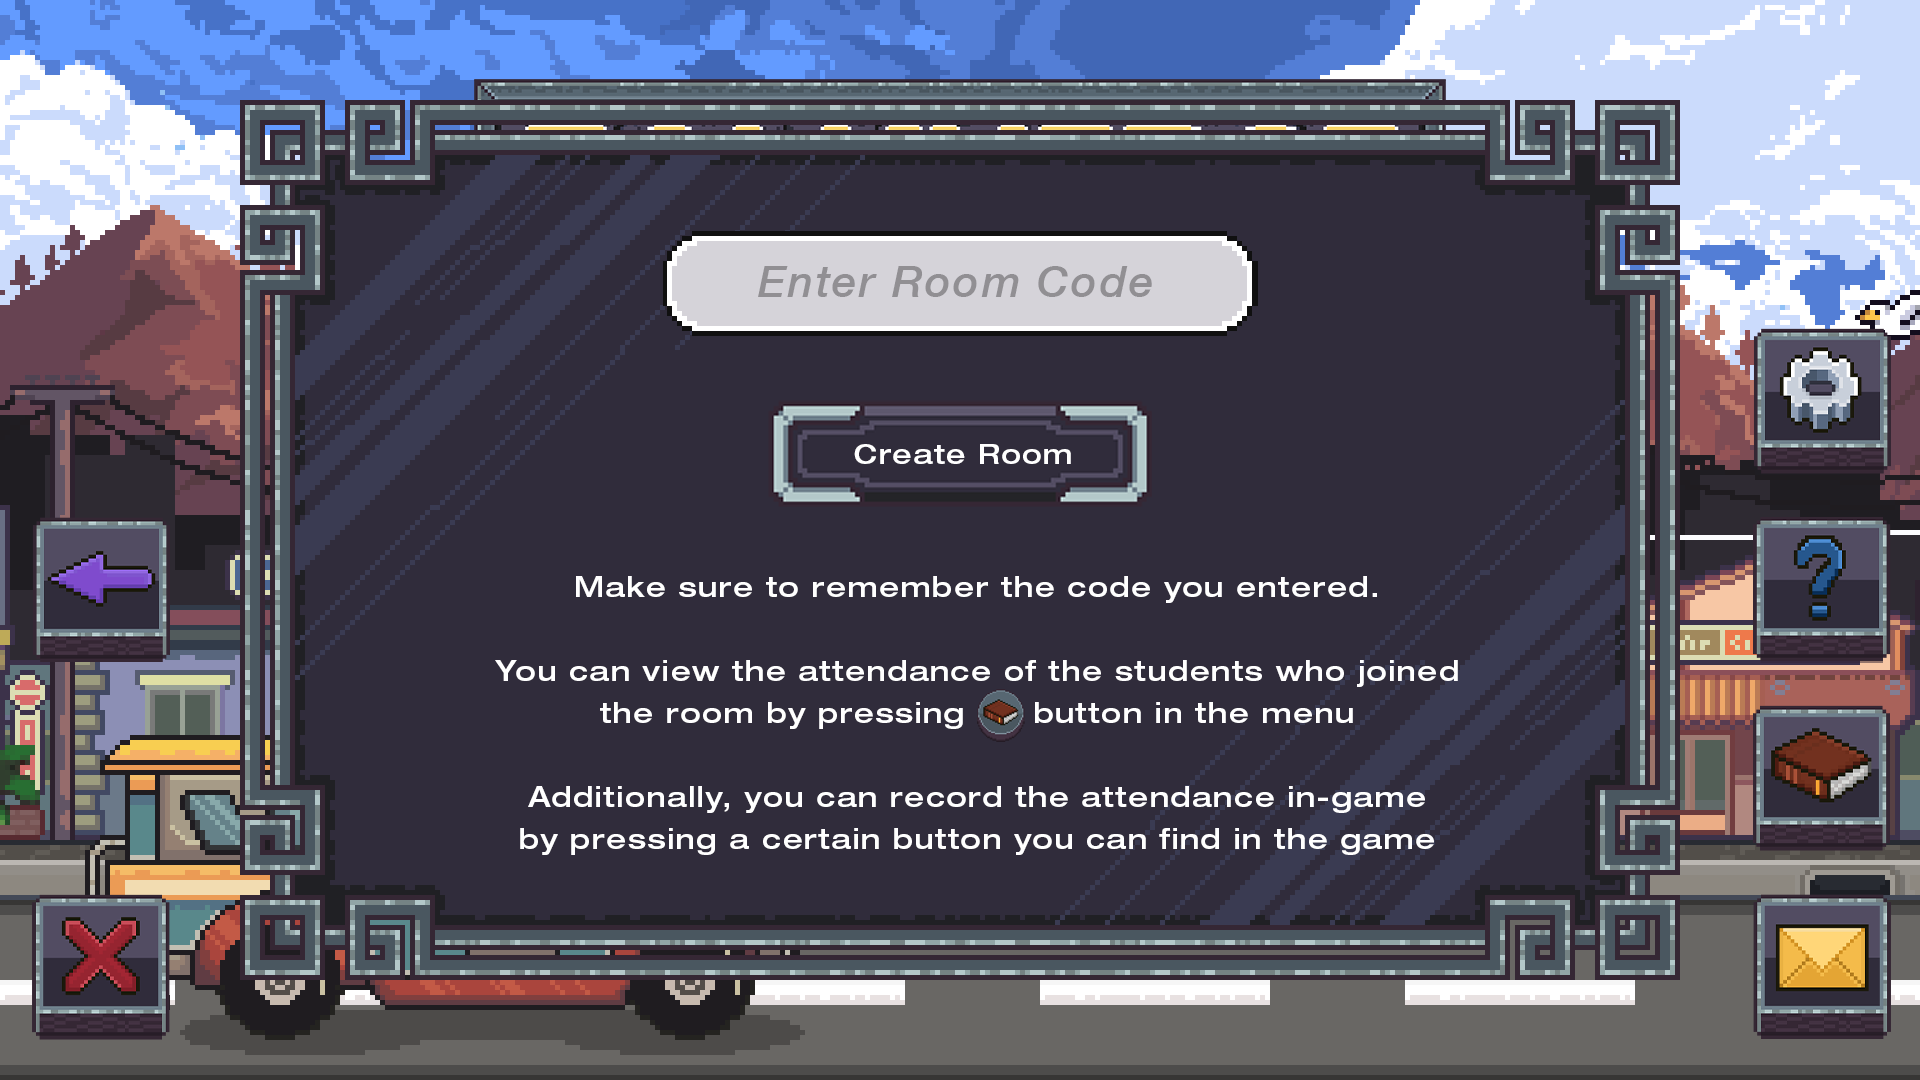 Enter Room Code
Create Room
Make sure to remember the code you entered.
You can view the attendance of the students who joined
the room by pressing button in the menu
Additionally, you can record the attendance in-game
by pressing a certain button you can find in the game